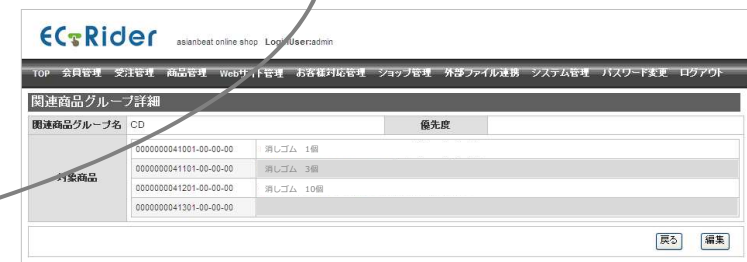 ECRider asianbeat online shop LoginUser:admin
TOP 会員管理 受注管理 商品管理 Webサイト管理 お客様対応管理 ショップ管理 外部ファイル連携 システム管理 パスワード変更 ログアウト
関連商品グループ詳細
関連商品グループ名 CD 優先度
対象商品
0000000041001-00-00-00 消しゴム 1個
0000000041101-00-00-00 消しゴム 3個
0000000041201-00-00-00 消しゴム 10個
0000000041301-00-00-00
戻る 編集